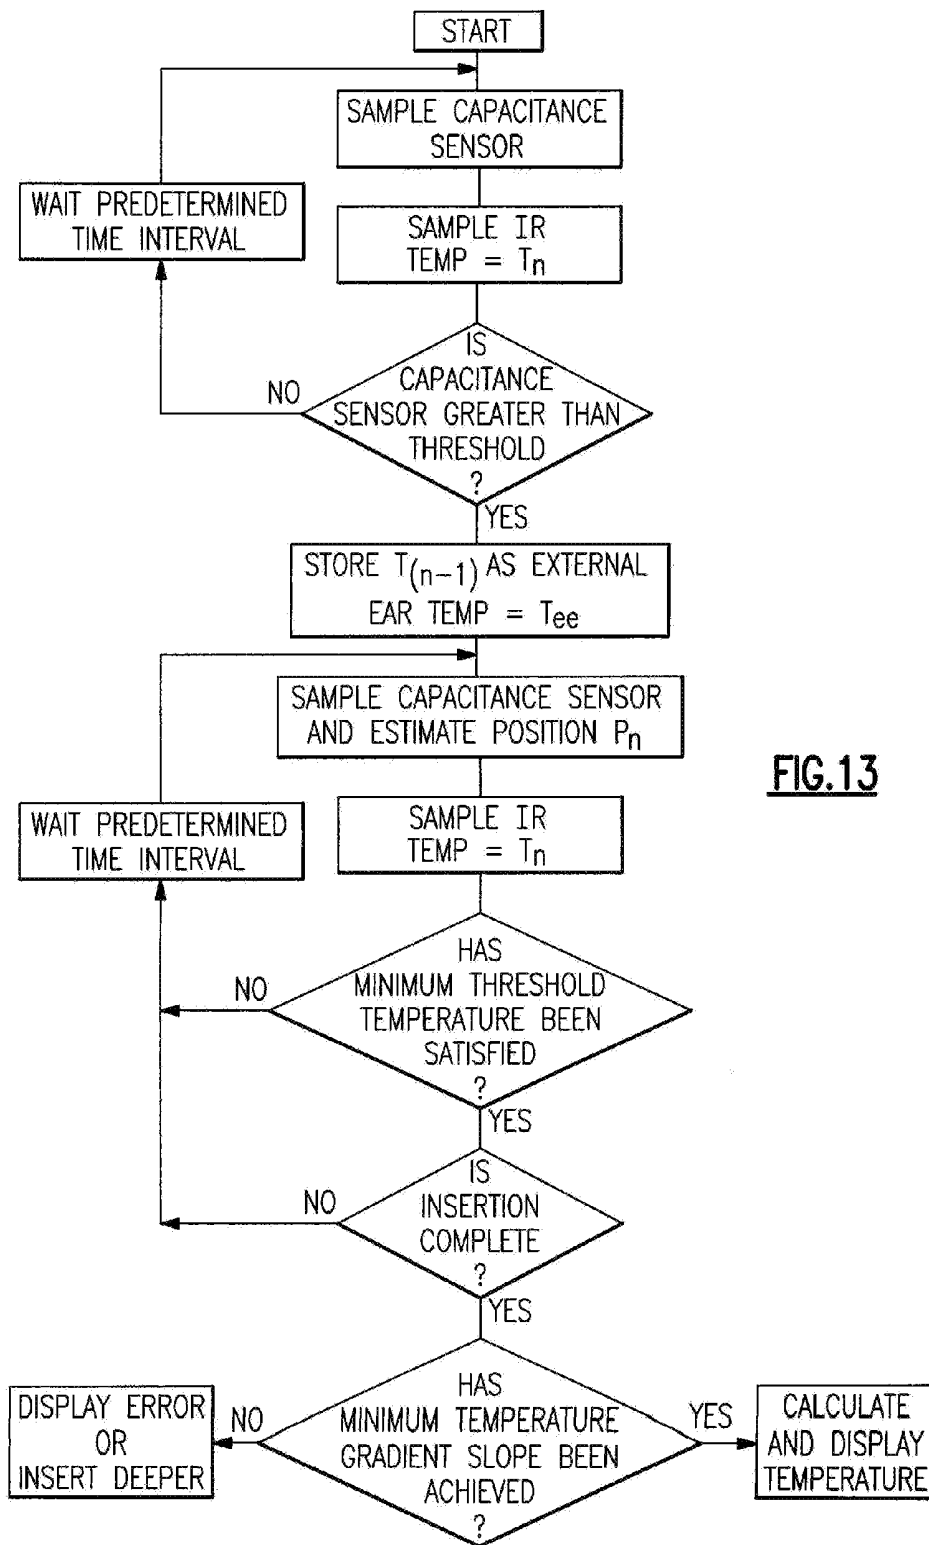 START
SAMPLE CAPACITANCE
SENSOR
WAIT PREDETERMINED
TIME INTERVAL
SAMPLE IR
TEMP = Tn
IS
CAPACITANCE
SENSOR GREATER THAN
THRESHOLD
?
NO
YES
STORE T(n-1) AS EXTERNAL
EAR TEMP = Tee
SAMPLE CAPACITANCE SENSOR
AND ESTIMATE POSITION Pn
FIG.13
WAIT PREDETERMINED
TIME INTERVAL
SAMPLE IR
TEMP = Tn
HAS
MINIMUM THRESHOLD
TEMPERATURE BEEN
SATISFIED
?
NO
YES
IS
INSERTION
COMPLETE
?
NO
YES
HAS
MINIMUM TEMPERATURE
GRADIENT SLOPE BEEN
ACHIEVED
?
NO
YES
DISPLAY ERROR
OR
INSERT DEEPER
CALCULATE
AND DISPLAY
TEMPERATURE